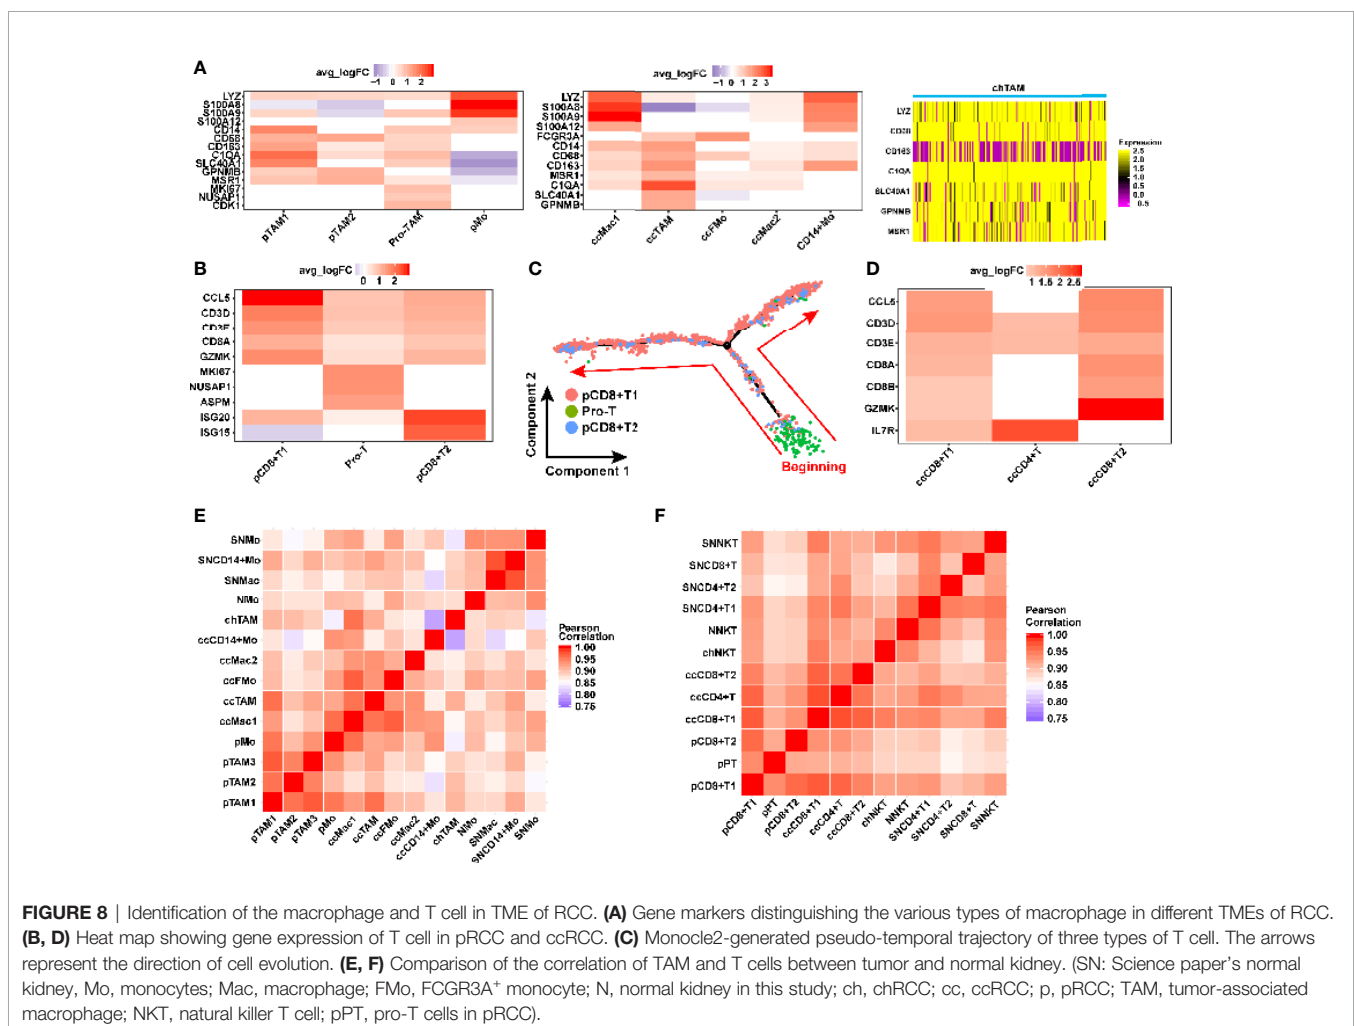 A
avg_logFC
−1 0 1 2
LYZ
S100A8
S100A9
S100A12
CD14
CD68
CD163
C1QA
SLC40A1
GPNMB
MSR1
MKI67
NUSAP1
CDK1
pTAM1
pTAM2
Pro-TAM
pMo
avg_logFC
−1 0 1 2 3
LYZ
S100A8
S100A9
S100A12
FCGR3A
CD14
CD68
CD163
MSR1
C1QA
SLC40A1
GPNMB
ccMac1
ccTAM
ccFMo
ccMac2
CD14+Mo
chTAM
LYZ
CD163
C1QA
SLC40A1
GPNMB
MSR1
Expression
2.5
2.0
1.5
1.0
0.5
0.0
0.5
B
avg_logFC
0 1 2
CCL5
CD3D
CD3E
CD8A
GZMK
MKI67
NUSAP1
ASPM
ISG20
ISG15
pCD8+T1
Pro-T
pCD8+T2
C
Component 2
Component 1
pCD8+T1
Pro-T
pCD8+T2
Beginning
D
avg_logFC
1 1.5 2 2.5
CCL5
CD3D
CD3E
CD8A
CD8B
GZMK
IL7R
ccCD8+T1
ccCD4+T
ccCD8+T2
E
SNMo
SNCD14+Mo
SNMac
NMo
chTAM
ccCD14+Mo
ccMac2
ccFMo
ccTAM
ccMac1
pMo
pTAM3
pTAM2
pTAM1
pTAM1
pTAM2
pTAM3
pMo
ccMac1
ccTAM
ccFMo
ccMac2
ccCD14+Mo
chTAM
NMo
SNMac
SNCD14+Mo
SNMo
Pearson
Correlation
1.00
0.95
0.90
0.85
0.80
0.75
F
SNNKT
SNCD8+T
SNCD4+T2
SNCD4+T1
NNKT
chNKT
ccCD8+T2
ccCD4+T
ccCD8+T1
pCD8+T2
pPT
pCD8+T1
pCD8+T1
pPT
pCD8+T2
ccCD8+T1
ccCD4+T
ccCD8+T2
chNKT
NNKT
SNCD4+T1
SNCD4+T2
SNCD8+T
SNNKT
Pearson
Correlation
1.00
0.95
0.90
0.85
0.80
0.75
FIGURE 8 | Identification of the macrophage and T cell in TME of RCC. (A) Gene markers distinguishing the various types of macrophage in different TMEs of RCC.
(B, D) Heat map showing gene expression of T cell in pRCC and ccRCC. (C) Monocle2-generated pseudo-temporal trajectory of three types of T cell. The arrows
represent the direction of cell evolution. (E, F) Comparison of the correlation of TAM and T cells between tumor and normal kidney. (SN: Science paper's normal
kidney, Mo, monocytes; Mac, macrophage; FMo, FCGR3A+ monocyte; N, normal kidney in this study; ch, chRCC; cc, ccRCC; p, pRCC; TAM, tumor-associated
macrophage; NKT, natural killer T cell; pPT, pro-T cells in pRCC).